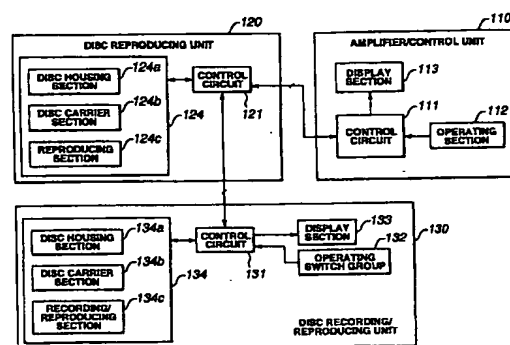 120
DISC REPRODUCING UNIT
DISC HOUSING
SECTION
124a
DISC CARRIER
SECTION
124b
REPRODUCING
SECTION
124c
124
CONTROL
CIRCUIT
121
110
AMPLIFIER/CONTROL UNIT
DISPLAY
SECTION
113
111
CONTROL
CIRCUIT
112
OPERATING
SECTION
DISC HOUSING
SECTION
134a
DISC CARRIER
SECTION
134b
RECORDING/
REPRODUCING
SECTION
134c
134
CONTROL
CIRCUIT
131
DISPLAY
SECTION
133
132
OPERATING
SWITCH GROUP
130
DISC RECORDING/
REPRODUCING UNIT